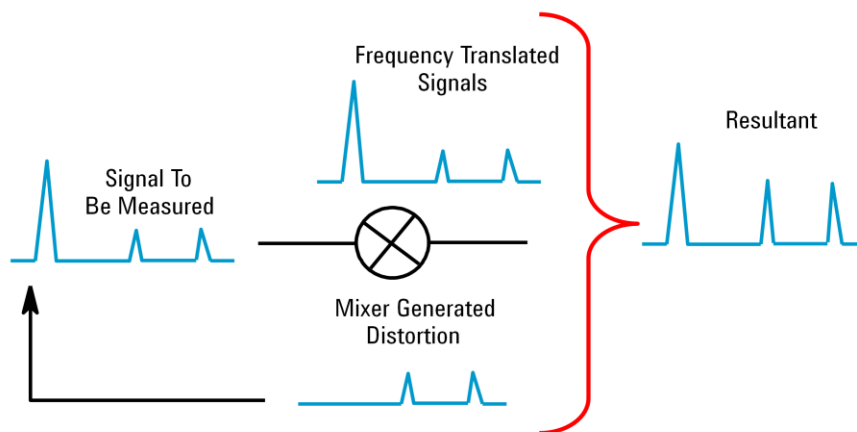 Frequency Translated
Signals
Signal To
Be Measured
Resultant
Mixer Generated
Distortion